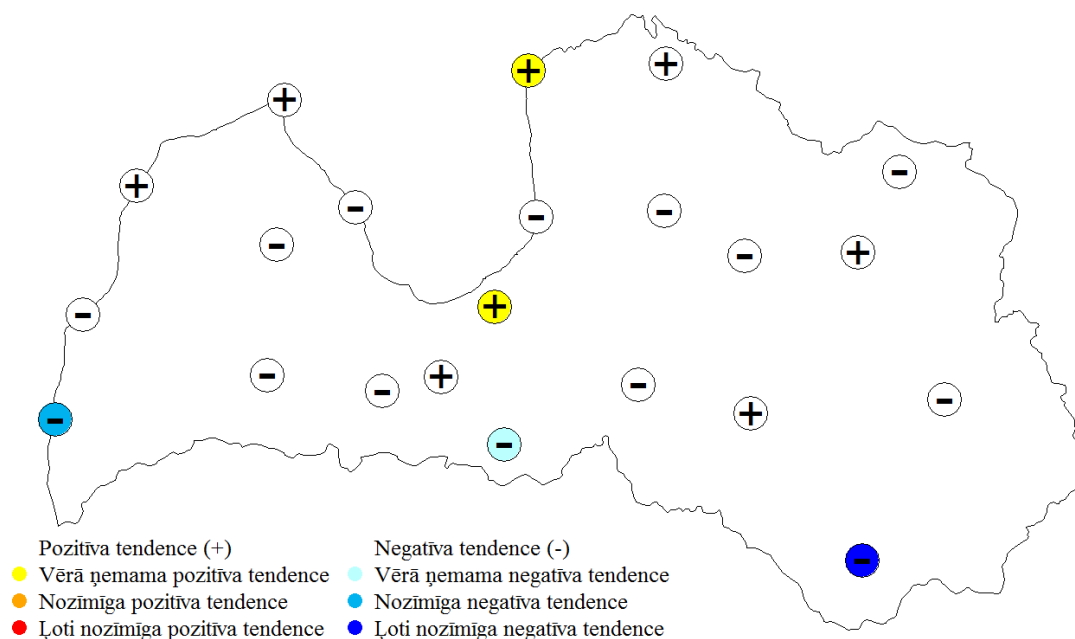 Pozitīva tendence (+)
Vērā ņemama pozitīva tendence
Nozīmīga pozitīva tendence
Ļoti nozīmīga pozitīva tendence
Negatīva tendence (-)
Vērā ņemama negatīva tendence
Nozīmīga negatīva tendence
Ļoti nozīmīga negatīva tendence